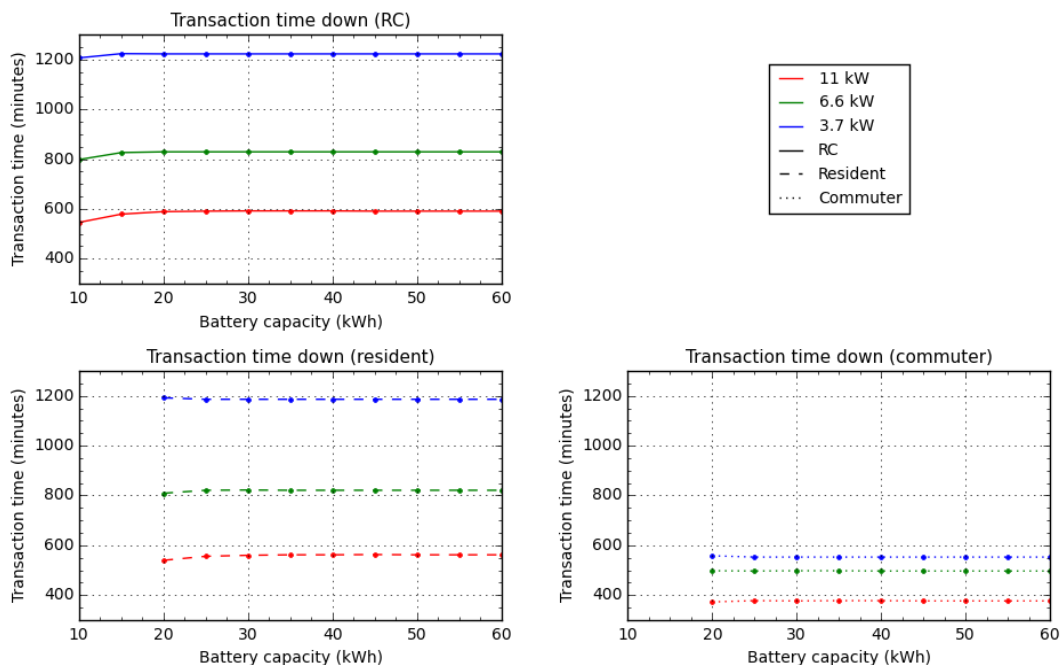 Transaction time down (RC)
1200
1000
800
600
400
Transaction time (minutes)
10 20 30 40 50 60
Battery capacity (kWh)
11 kW
6.6 kW
3.7 kW
RC
Resident
Commuter
Transaction time down (resident)
1200
1000
800
600
400
Transaction time (minutes)
10 20 30 40 50 60
Battery capacity (kWh)
Transaction time down (commuter)
1200
1000
800
600
400
Transaction time (minutes)
10 20 30 40 50 60
Battery capacity (kWh)